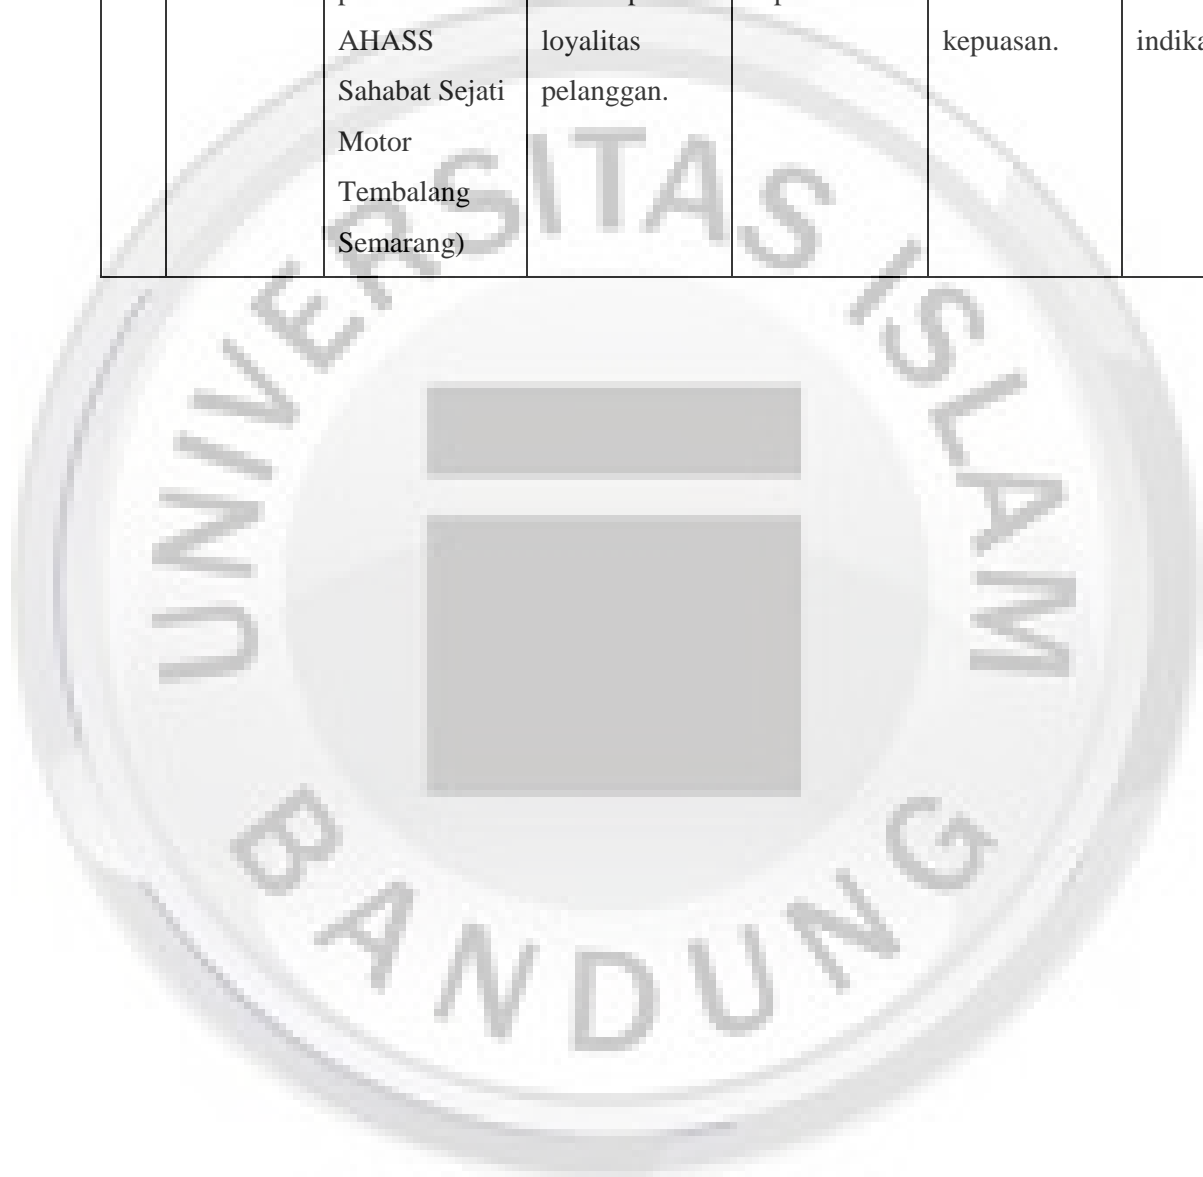 AHASS loyalitas kepuasan.
Sahabat Sejati pelanggan.
Motor
Tembalang
Semarang)
UNIVERSITAS ISLAM
BANDUNG